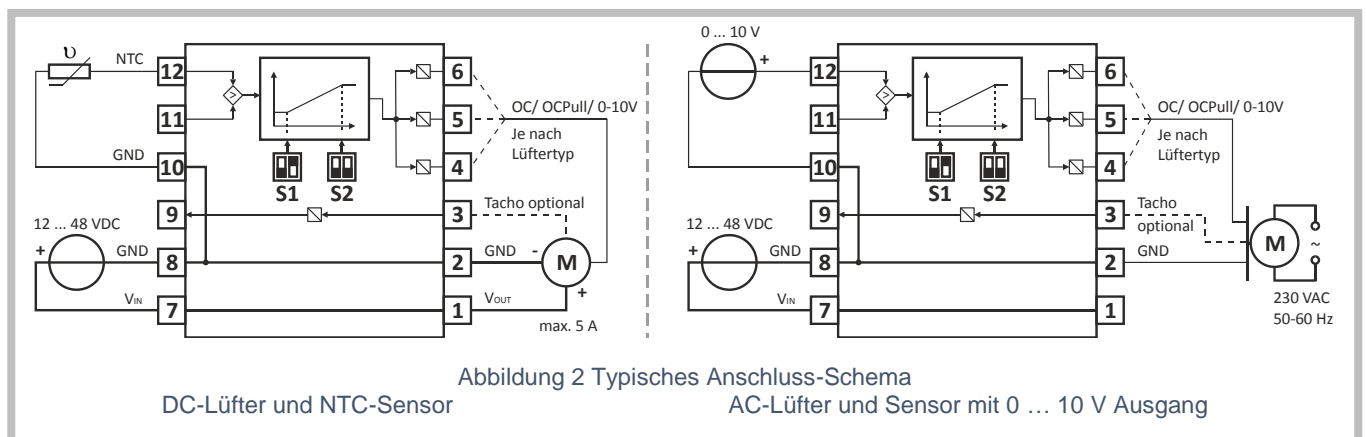 υ
NTC
12
6
OC/ OCPull/ 0-10V
11
>
5
Je nach
Lüftertyp
GND
10
S1
S2
4
9
3
Tacho optional
12 ... 48 VDC
+
GND
8
2
GND
-
M
+
VIN
7
1
VOUT
max. 5 A
0 ... 10 V
+
12
6
OC/ OCPull/ 0-10V
11
>
5
Je nach
Lüftertyp
10
S1
S2
4
9
3
Tacho
optional
12 ... 48 VDC
+
GND
8
2
GND
M
~
VIN
7
1
230 VAC
50-60 Hz
Abbildung 2 Typisches Anschluss-Schema
DC-Lüfter und NTC-Sensor
AC-Lüfter und Sensor mit 0 … 10 V Ausgang